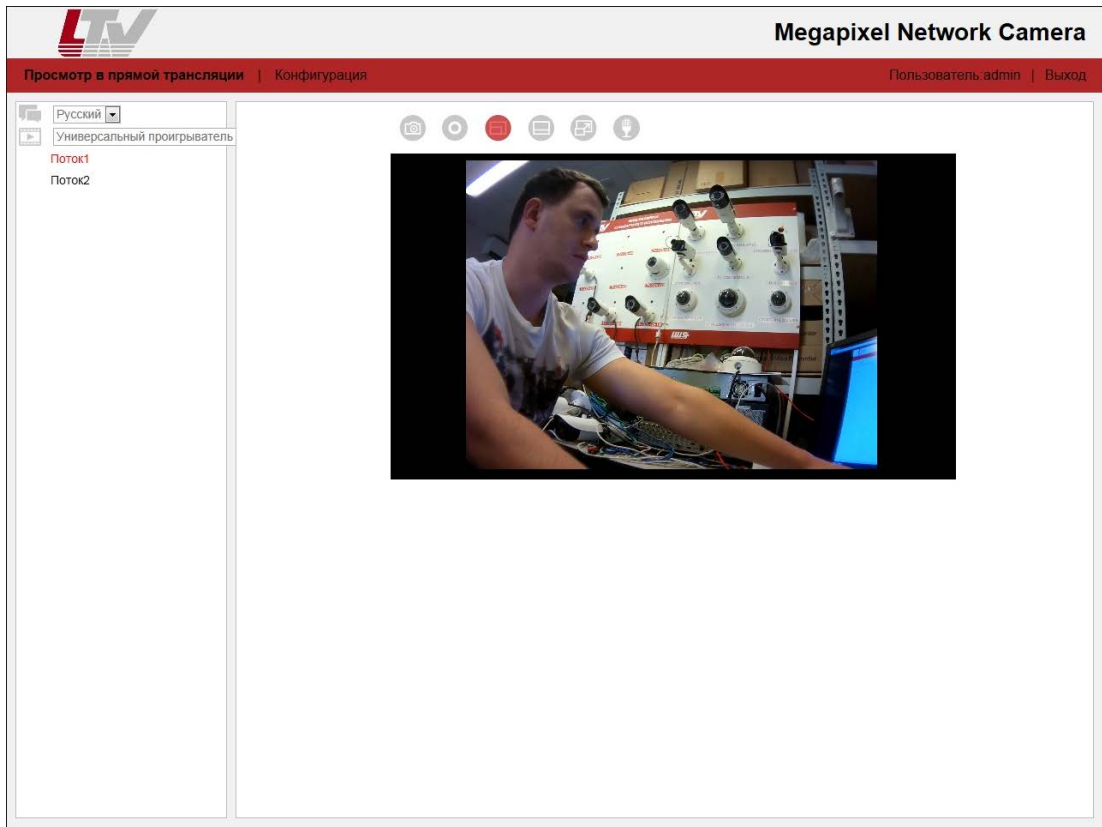 LTV
Megapixel Network Camera
Просмотр в прямой трансляции | Конфигурация
Пользователь:admin | Выход
Русский
Универсальный проигрыватель
Поток1
Поток2